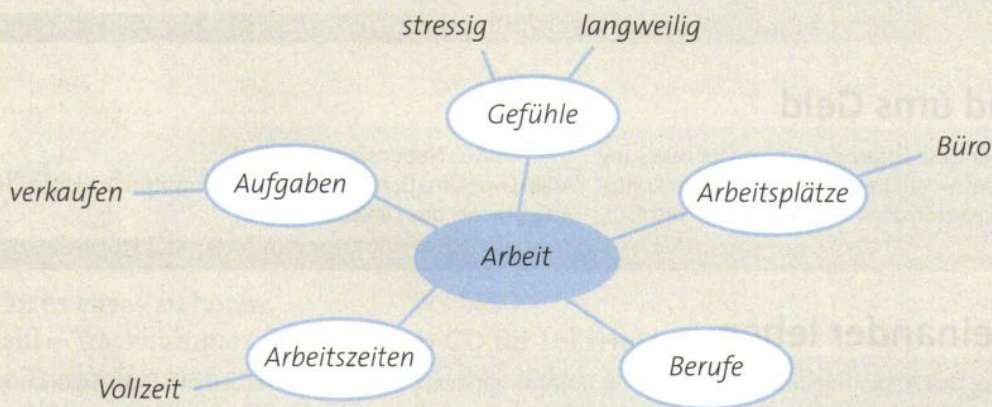 stressig langweilig
Gefühle
Büro
Aufgaben
Arbeitsplätze
verkaufen
Arbeit
Arbeitszeiten
Berufe
Vollzeit